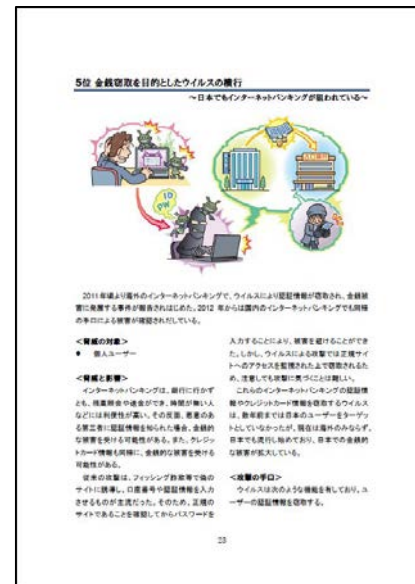 5位 金銭窃取を目的としたウイルスの横行
～日本でもインターネットバンキングが狙われている～
ID
PW
2011年頃より海外のインターネットバンキングで、ウイルスにより認証情報が窃取され、金銭被
害に発展する事件が報告されはじめた。2012 年からは国内のインターネットバンキングでも同様
の手口による被害が確認されだしている。
＜脅威の対象＞
● 個人ユーザー
＜脅威と影響＞
インターネットバンキングは、銀行に行かず
とも、残高照会や送金ができ、時間が無い人
などには利便性が高い。その反面、悪意のあ
る第三者に認証情報を知られた場合、金銭的
な被害を受ける可能性がある。また、クレジッ
トカード情報も同様に、金銭的な被害を受ける
可能性がある。
従来の攻撃は、フィッシング詐欺等で偽の
サイトに誘導し、口座番号や認証情報を入力
させるものが主流だった。そのため、正規の
サイトであることを確認してからパスワードを
入力することにより、被害を避けることができ
た。しかし、ウイルスによる攻撃では正規サイ
トへのアクセスを監視された上で窃取されるた
め、注意しても攻撃に気づくことは難しい。
これらのインターネットバンキングの認証情
報やクレジットカード情報を窃取するウイルス
は、数年前までは日本のユーザーをターゲッ
トとしていなかったが、現在は海外のみならず、
日本でも流行し始めており、日本での金銭的
な被害が拡大している。
＜攻撃の手口＞
ウイルスは次のような機能を有しており、ユ
ーザーの認証情報を窃取する。
23